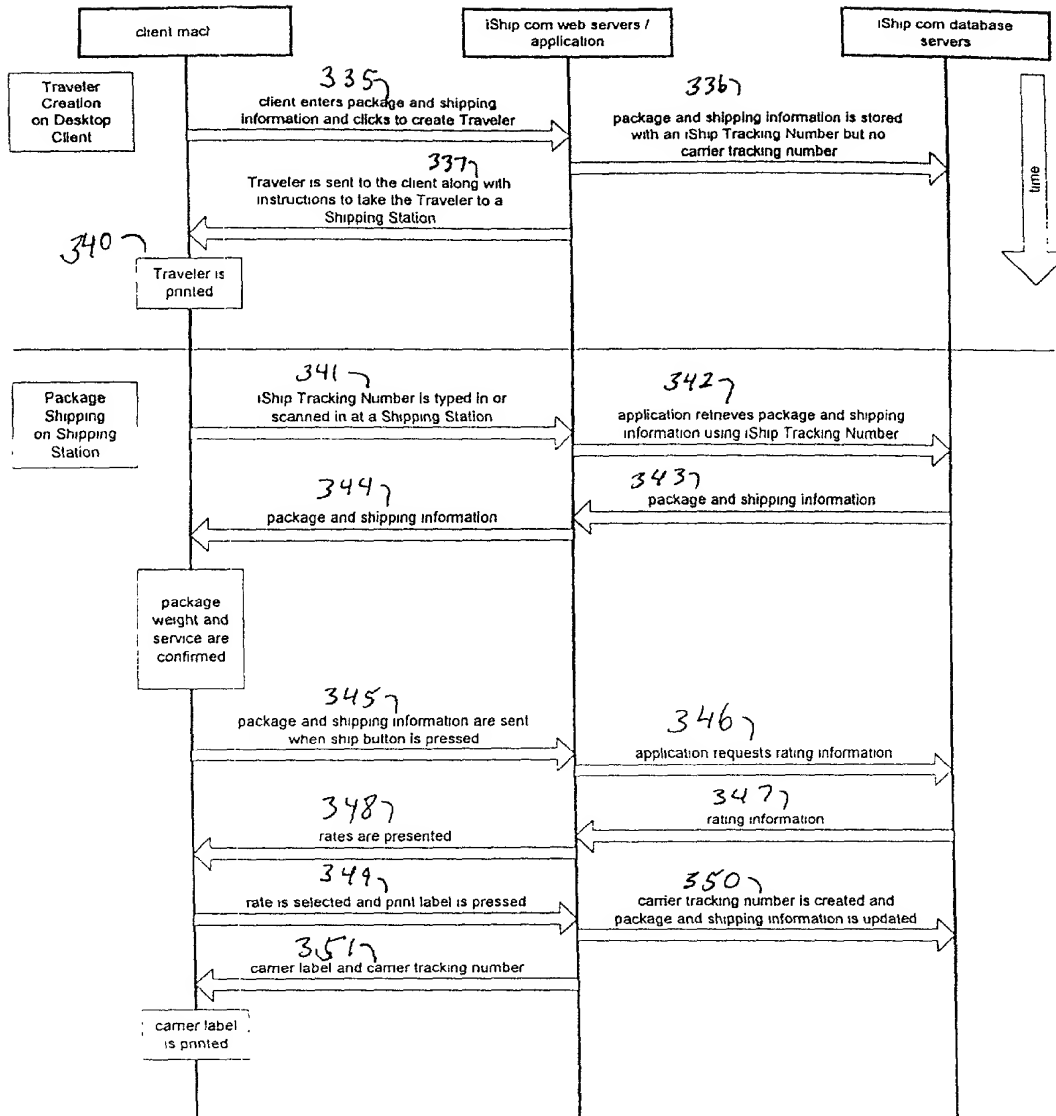 client mact
iShip com web servers /
application
iShip com database
servers
Traveler
Creation
on Desktop
Client
335
client enters package and shipping
information and clicks to create Traveler
336
package and shipping information is stored
with an iShip Tracking Number but no
carrier tracking number
time
337
Traveler is sent to the client along with
instructions to take the Traveler to a
Shipping Station
340
Traveler is
printed
Package
Shipping
on Shipping
Station
341
iShip Tracking Number is typed in or
scanned in at a Shipping Station
342
application retrieves package and shipping
information using iShip Tracking Number
343
package and shipping information
344
package and shipping information
package
weight and
service are
confirmed
345
package and shipping information are sent
when ship button is pressed
346
application requests rating information
347
rating information
348
rates are presented
349
rate is selected and print label is pressed
350
carrier tracking number is created and
package and shipping information is updated
351
carrier label and carrier tracking number
carrier label
is printed